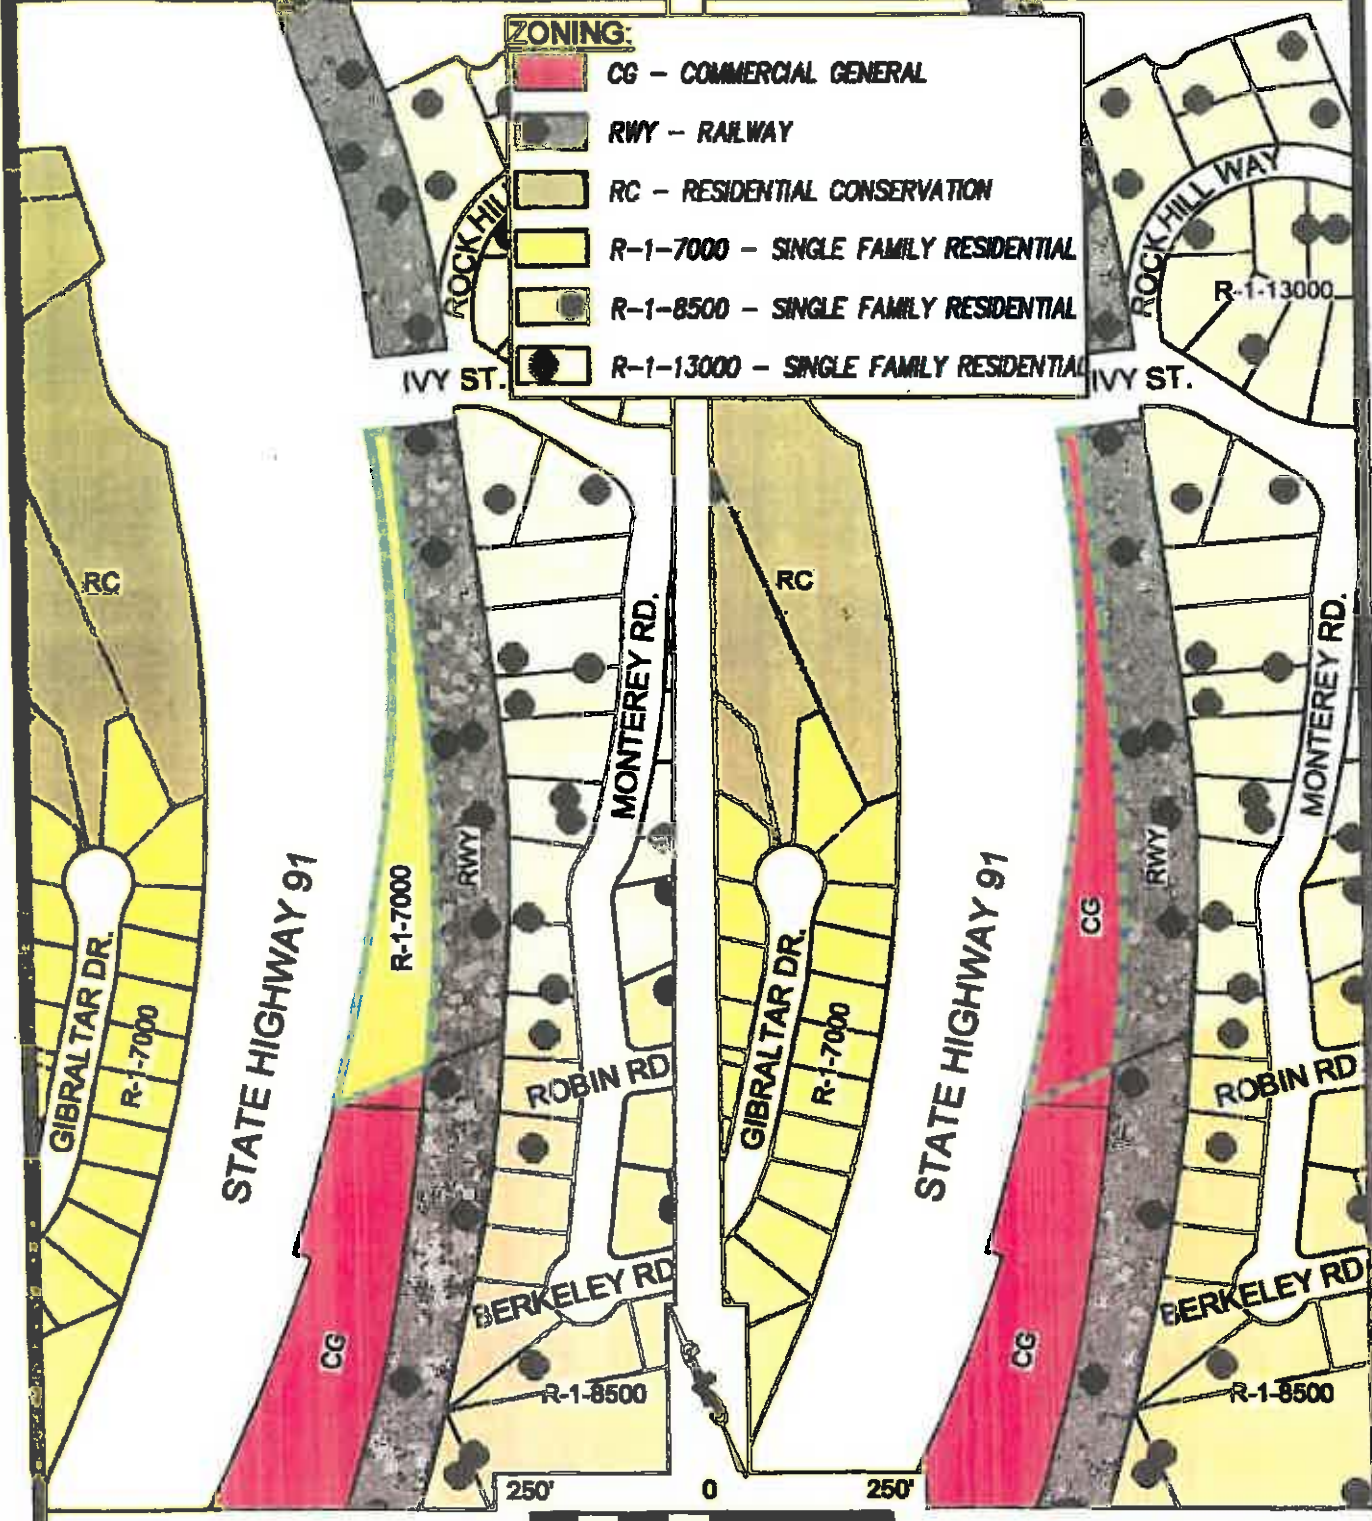 ZONING:
CG - COMMERCIAL GENERAL
RWY - RAILWAY
RC - RESIDENTIAL CONSERVATION
R-1-7000 - SINGLE FAMILY RESIDENTIAL
R-1-8500 - SINGLE FAMILY RESIDENTIAL
R-1-13000 - SINGLE FAMILY RESIDENTIAL
ROCK HIL
IVY ST.
RC
MONTEREY RD.
RWY
R-1-7000
STATE HIGHWAY 91
GIBRALTAR DR.
R-1-7000
ROBIN RD
BERKELEY RD
CG
R-1-8500
ROCK HILL WAY
R-1-13000
IVY ST.
RC
MONTEREY RD.
RWY
CG
STATE HIGHWAY 91
GIBRALTAR DR.
R-1-7000
ROBIN RD
BERKELEY RD
CG
R-1-8500
250' 0 250'